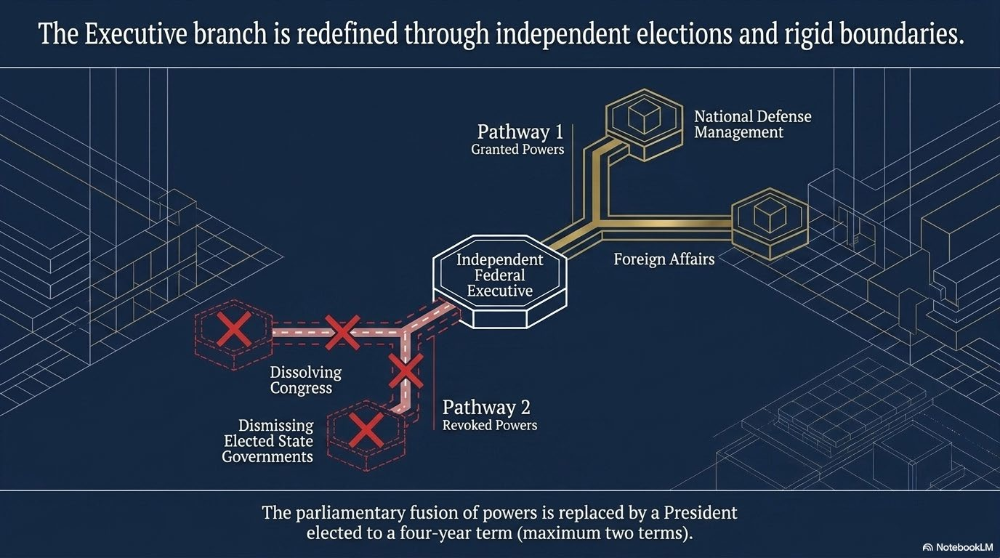 The Executive branch is redefined through independent elections and rigid boundaries.
Pathway 1
Granted Powers
National Defense
Management
Independent
Federal
Executive
Foreign Affairs
Dissolving
Congress
Dismissing
Elected State
Governments
Pathway 2
Revoked Powers
The parliamentary fusion of powers is replaced by a President
elected to a four-year term (maximum two terms).
NotebookLM